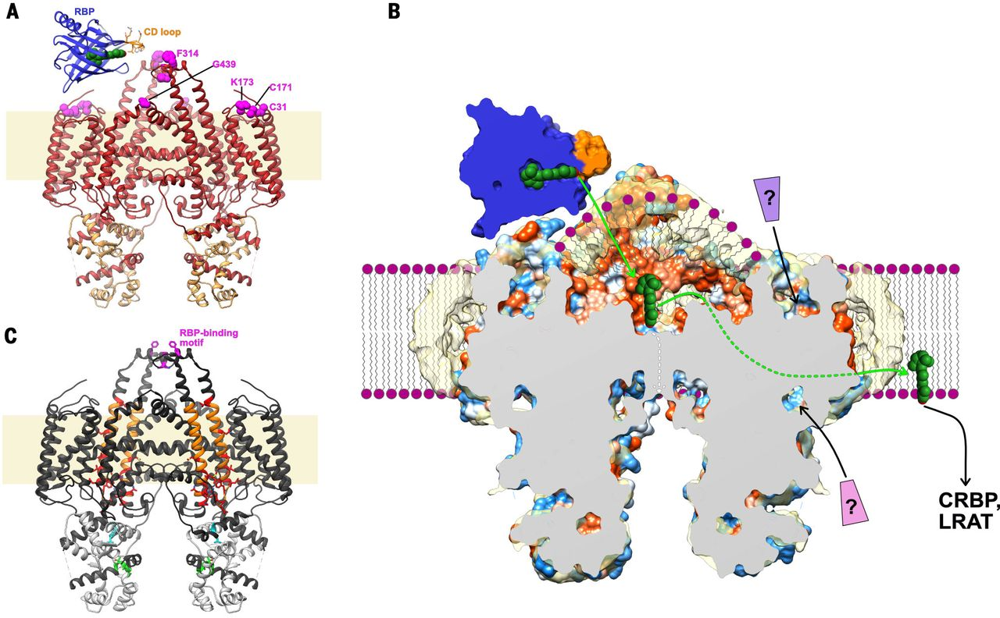 A
RBP
CD loop
F314
G439
K173
C171
C31
B
?
?
CRBP,
LRAT
C
RBP-binding
motif